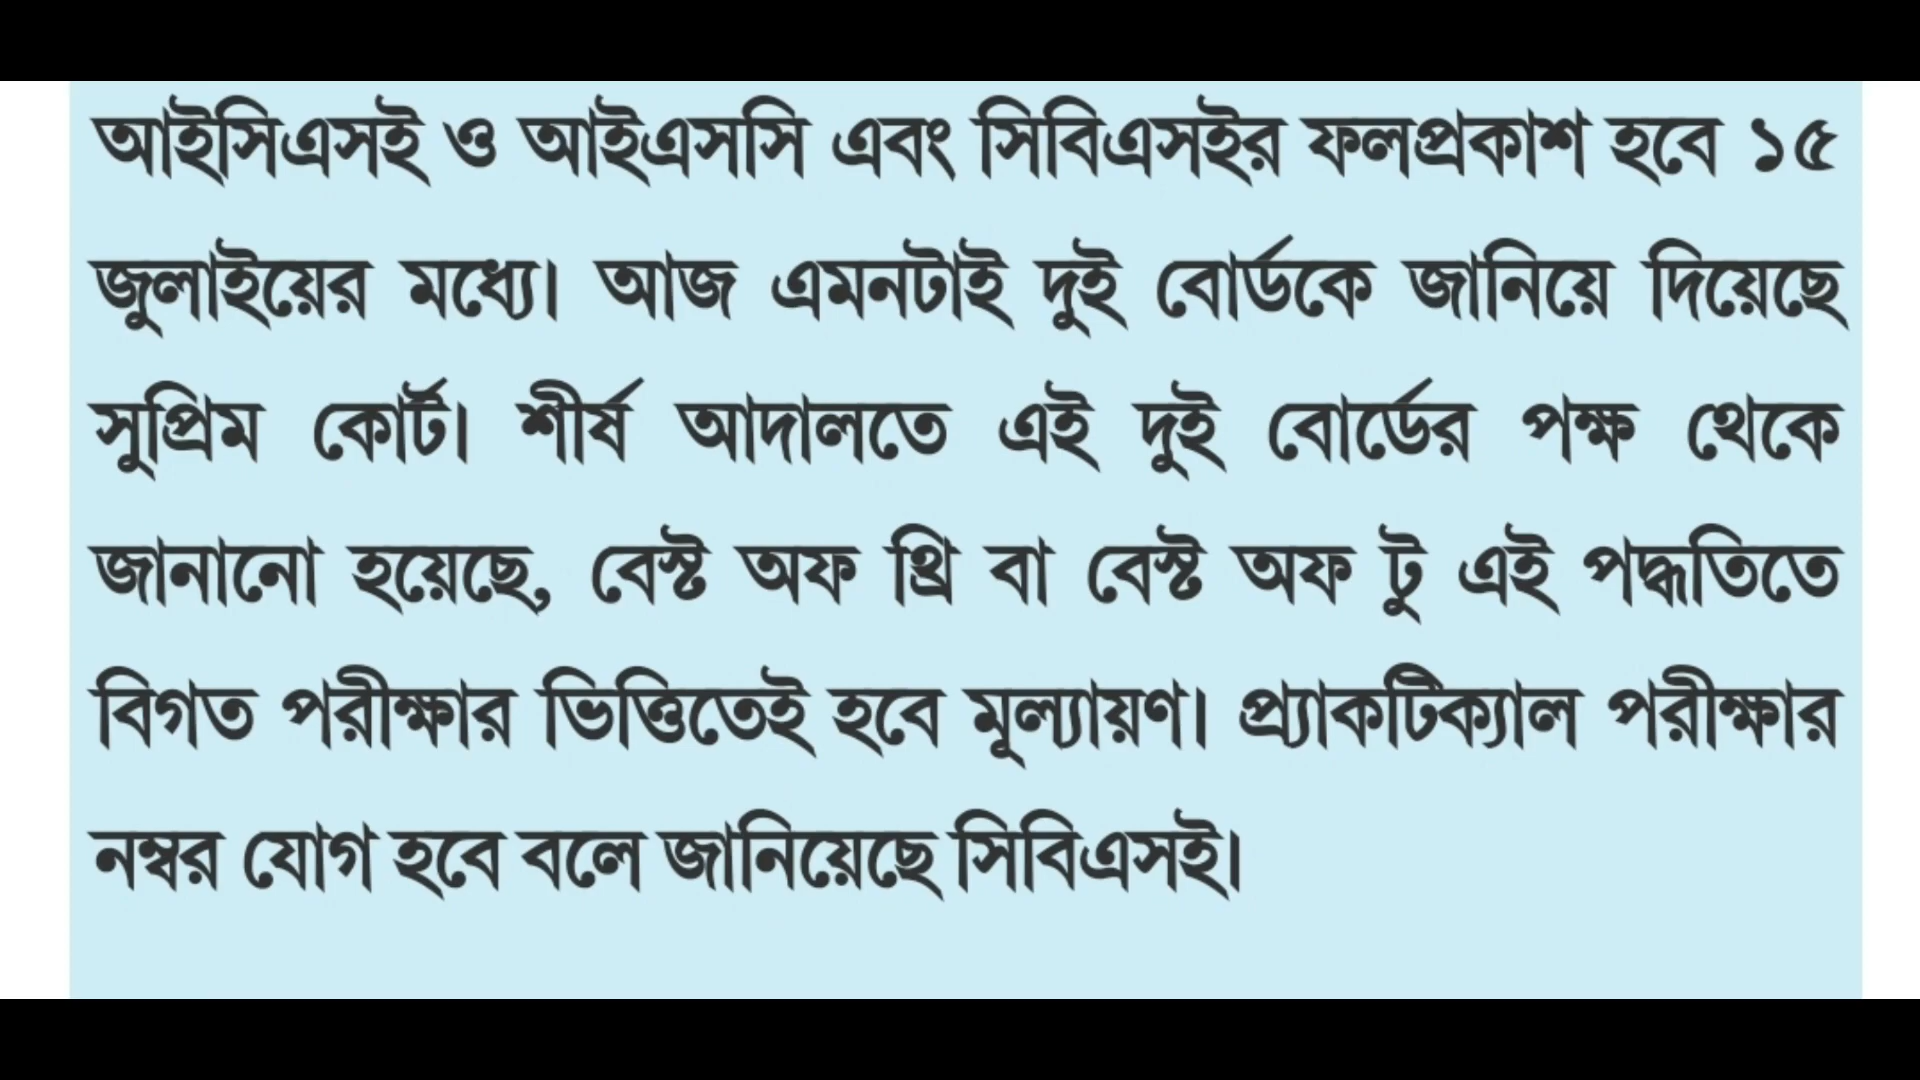 আইসিএসই ও আইএসসি এবং সিবিএসইর ফলপ্রকাশ হবে ১৫
জুলাইয়ের মধ্যে। আজ এমনটাই দুই বোর্ডকে জানিয়ে দিয়েছে
সুপ্রিম কোর্ট। শীর্ষ আদালতে এই দুই বোর্ডের পক্ষ থেকে
জানানো হয়েছে, বেস্ট অফ থ্রি বা বেস্ট অফ টু এই পদ্ধতিতে
বিগত পরীক্ষার ভিত্তিতেই হবে মূল্যায়ণ। প্র্যাকটিক্যাল পরীক্ষার
নম্বর যোগ হবে বলে জানিয়েছে সিবিএসই।